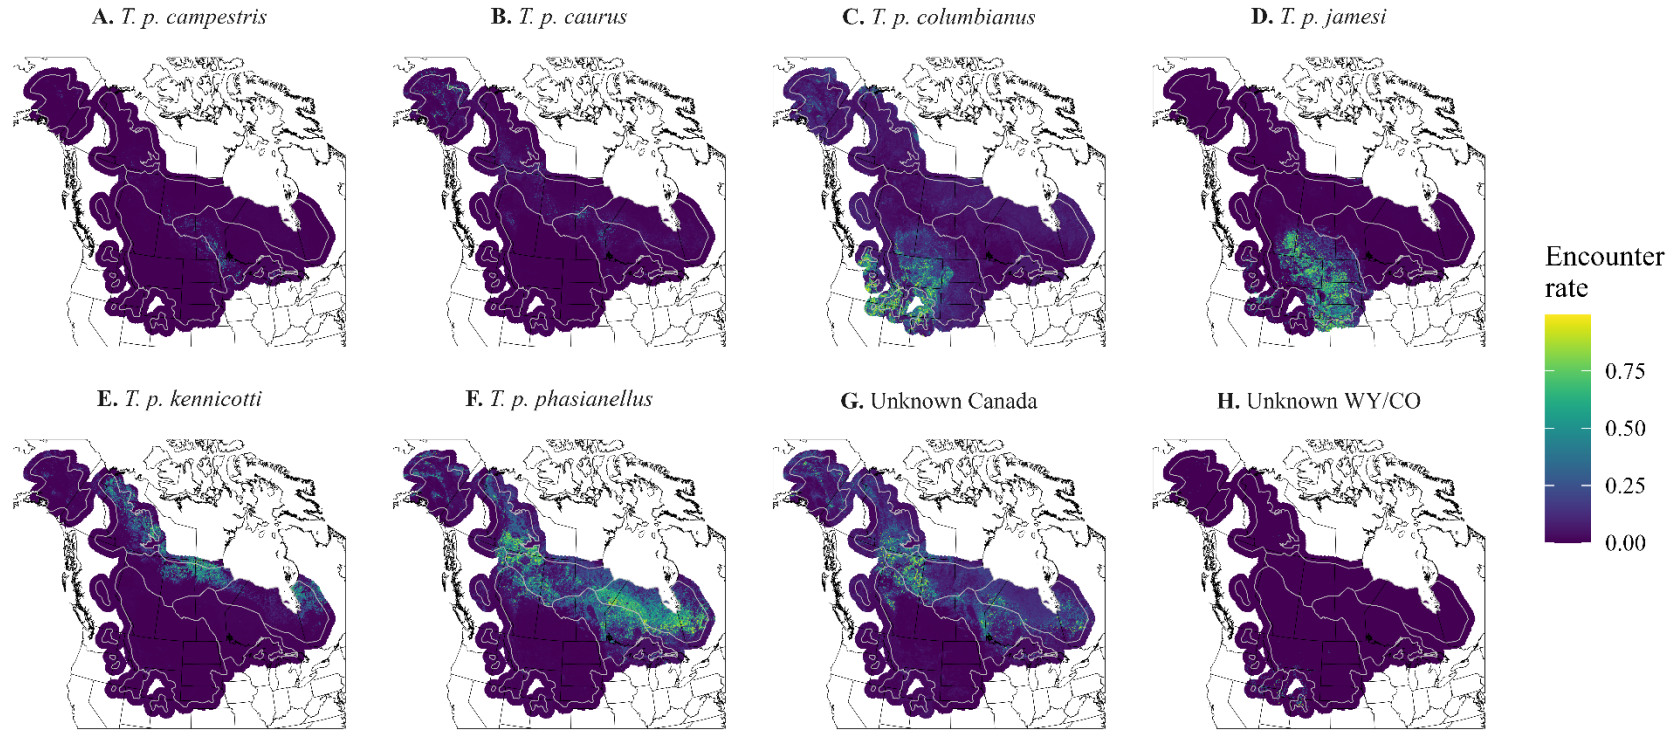 A. T. p. campestris
B. T. p. caurus
C. T. p. columbianus
D. T. p. jamesi
E. T. p. kennicotti
F. T. p. phasianellus
G. Unknown Canada
H. Unknown WY/CO
Encounter
rate
0.75
0.50
0.25
0.00